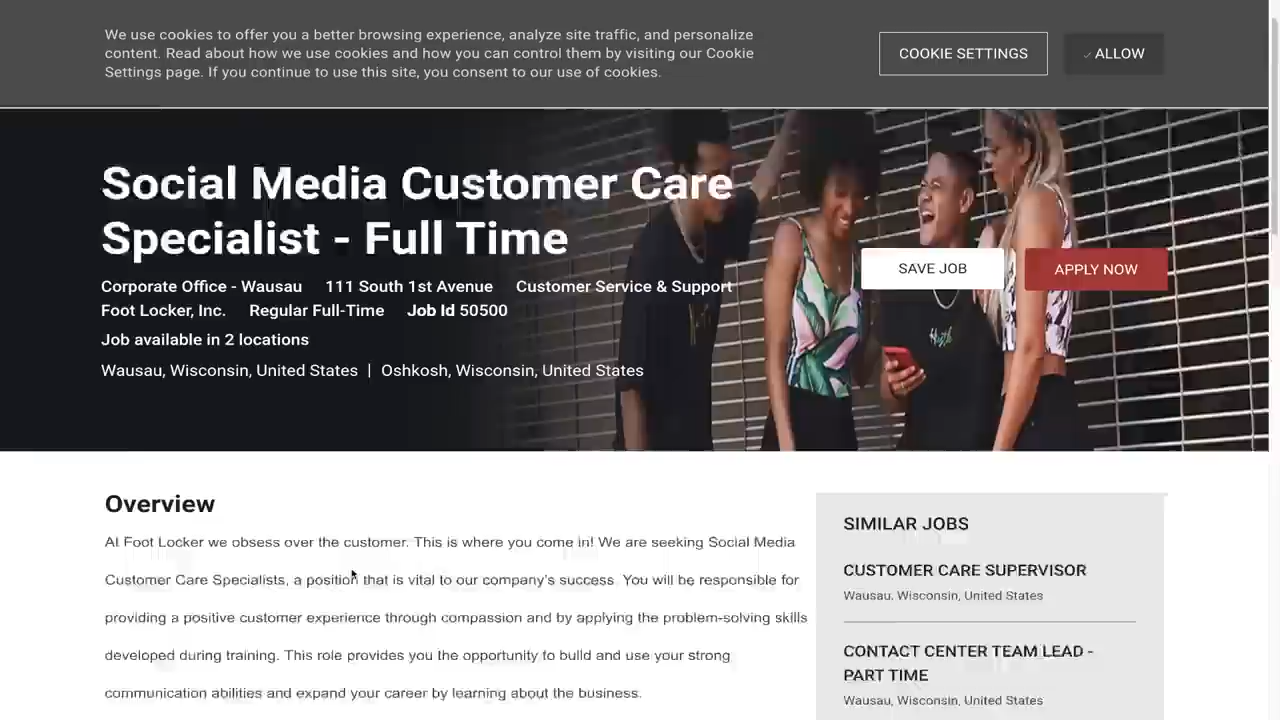 We use cookies to offer you a better browsing experience, analyze site traffic, and personalize
content. Read about how we use cookies and how you can control them by visiting our Cookie
Settings page. If you continue to use this site, you consent to our use of cookies.
COOKIE SETTINGS
✓ ALLOW
Social Media Customer Care
Specialist - Full Time
SAVE JOB
APPLY NOW
Corporate Office - Wausau 111 South 1st Avenue Customer Service & Support
Foot Locker, Inc. Regular Full-Time Job Id 50500
Job available in 2 locations
Wausau, Wisconsin, United States | Oshkosh, Wisconsin, United States
Overview
At Foot Locker we obsess over the customer. This is where you come in! We are seeking Social Media
Customer Care Specialists, a position that is vital to our company's success. You will be responsible for
providing a positive customer experience through compassion and by applying the problem-solving skills
developed during training. This role provides you the opportunity to build and use your strong
communication abilities and expand your career by learning about the business.
SIMILAR JOBS
CUSTOMER CARE SUPERVISOR
Wausau, Wisconsin, United States
CONTACT CENTER TEAM LEAD -
PART TIME
Wausau, Wisconsin, United States